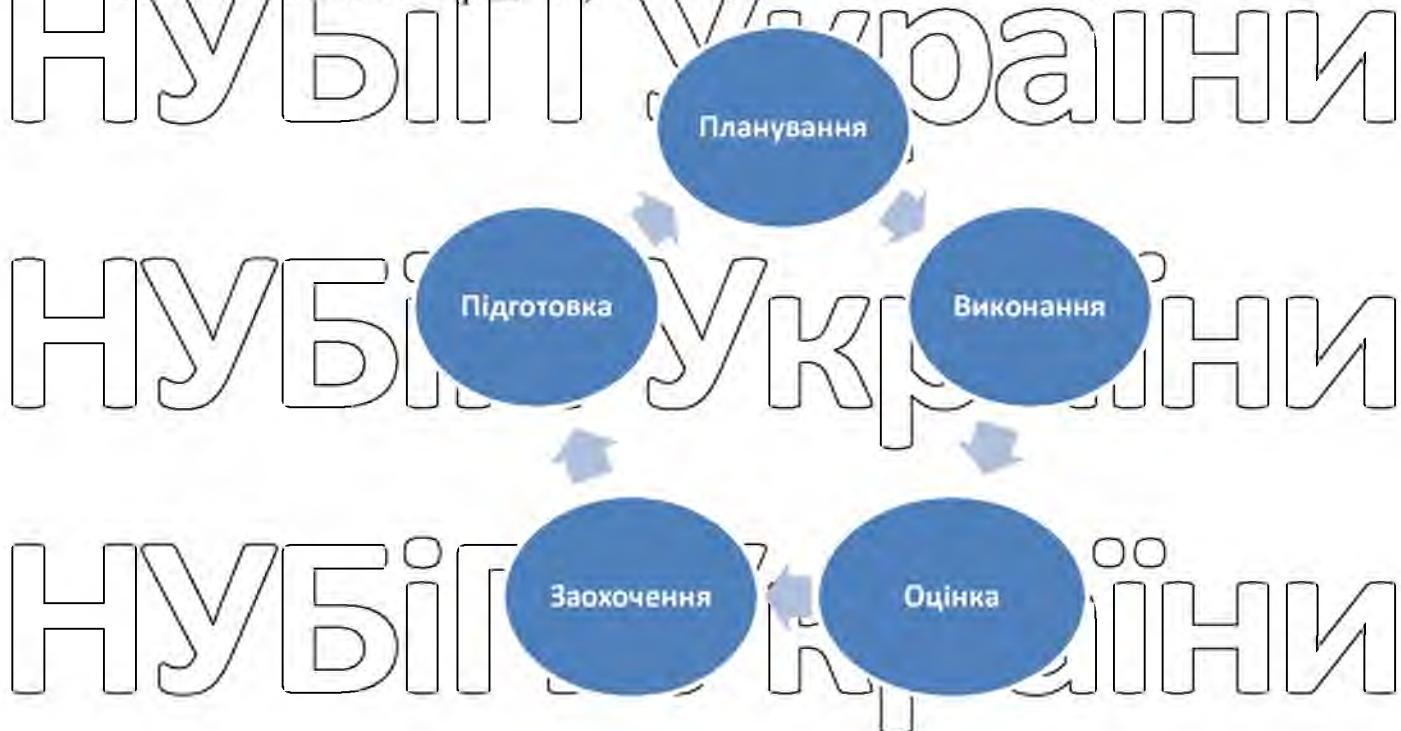 НУБіП України
Планування
НУБіП України
Підготовка
Виконання
НУБіП України
Заохочення
Оцінка